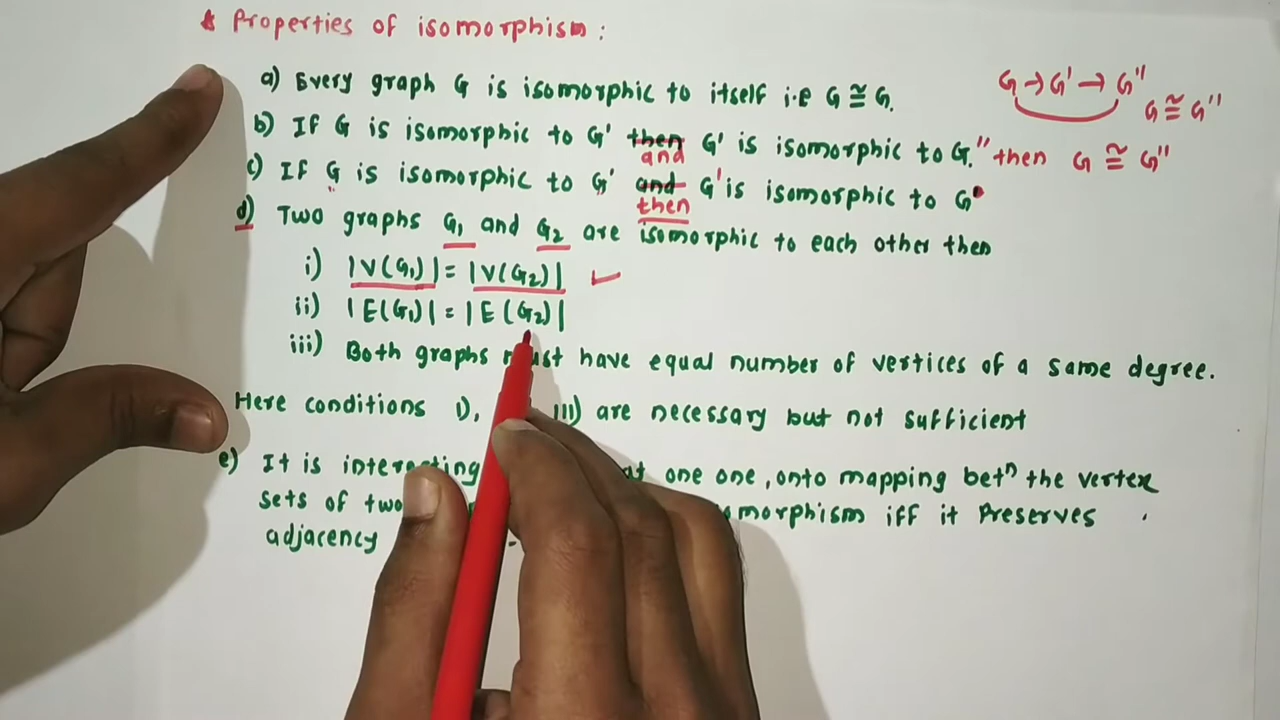 * Properties of isomorphism :
a) Every graph G is isomorphic to itself i.e G ≅ G.
G → G' → G"
G ≅ G"
b) If G is isomorphic to G' then and G' is isomorphic to G." then G ≅ G"
c) If G is isomorphic to G' and then G' is isomorphic to G
d) Two graphs G₁ and G₂ are isomorphic to each other then
i) |V(G₁)| = |V(G₂)| ✓
ii) |E(G₁)| = |E(G₂)|
iii) Both graphs must have equal number of vertices of a same degree.
Here conditions i), iii) are necessary but not sufficient
e) It is interesting one one, onto mapping betⁿ the vertex
sets of two iff it preserves
adjacency